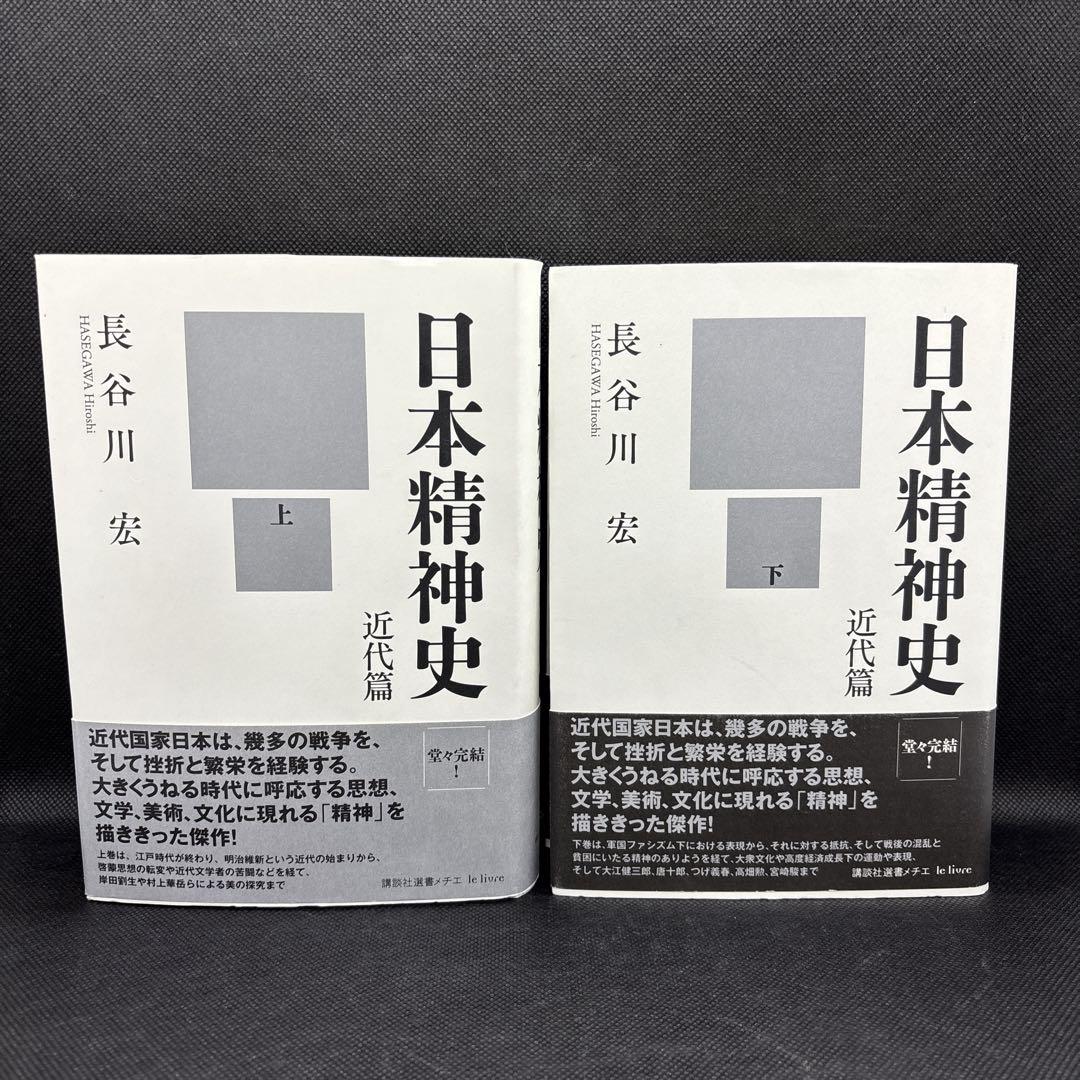 日本精神史
近代篇
上
長谷川 宏
HASEGAWA Hiroshi
堂々完結!
近代国家日本は、幾多の戦争を、
そして挫折と繁栄を経験する。
大きくうねる時代に呼応する思想、
文学、美術、文化に現れる「精神」を
描ききった傑作!
上巻は、江戸時代が終わり、明治維新という近代の始まりから、
啓蒙思想の転変や近代文学者の苦闘などを経て、
岸田劉生や村上華岳らによる美の探究まで
講談社選書メチエ le livre
日本精神史
近代篇
下
長谷川 宏
HASEGAWA Hiroshi
堂々完結!
近代国家日本は、幾多の戦争を、
そして挫折と繁栄を経験する。
大きくうねる時代に呼応する思想、
文学、美術、文化に現れる「精神」を
描ききった傑作!
下巻は、軍国ファシズム下における表現から、それに対する抵抗、そして戦後の混乱と
貧困にいたる精神のありようを経て、大衆文化や高度経済成長下の運動や表現、
そして大江健三郎、唐十郎、つげ義春、高畑勲、宮崎駿まで
講談社選書メチエ le livre